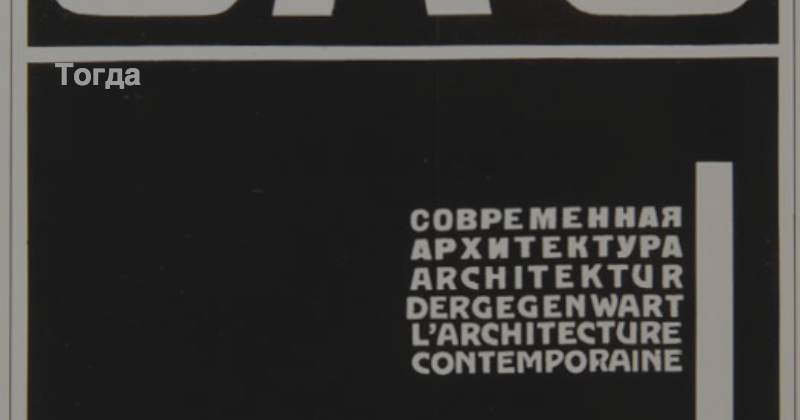 Тогда
СОВРЕМЕННАЯ
АРХИТЕКТУРА
ARCHITEKTUR
DERGEGENWART
L'ARCHITECTURE
CONTEMPORAINE